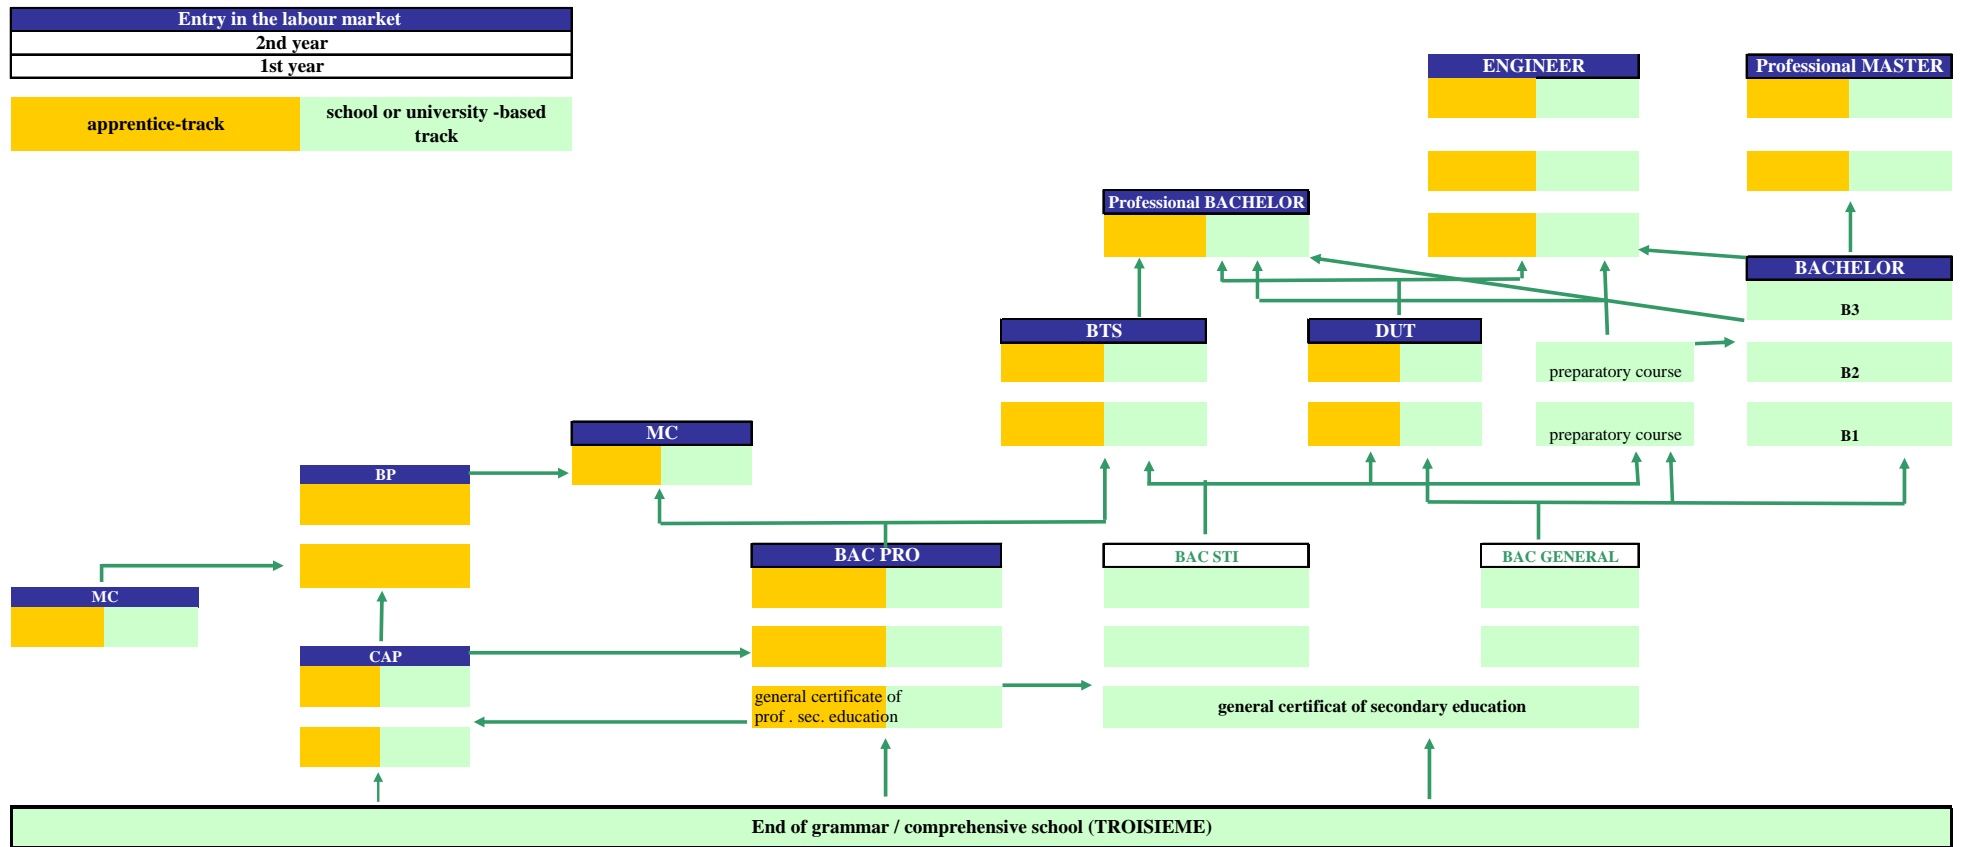 Entry in the labour market
2nd year
1st year
apprentice-track
school or university -based
track
ENGINEER
Professional MASTER
Professional BACHELOR
BACHELOR
B3
BTS
DUT
preparatory course
B2
MC
preparatory course
B1
BP
BAC PRO
BAC STI
BAC GENERAL
MC
CAP
general certificate of
prof . sec. education
general certificat of secondary education
End of grammar / comprehensive school (TROISIEME)